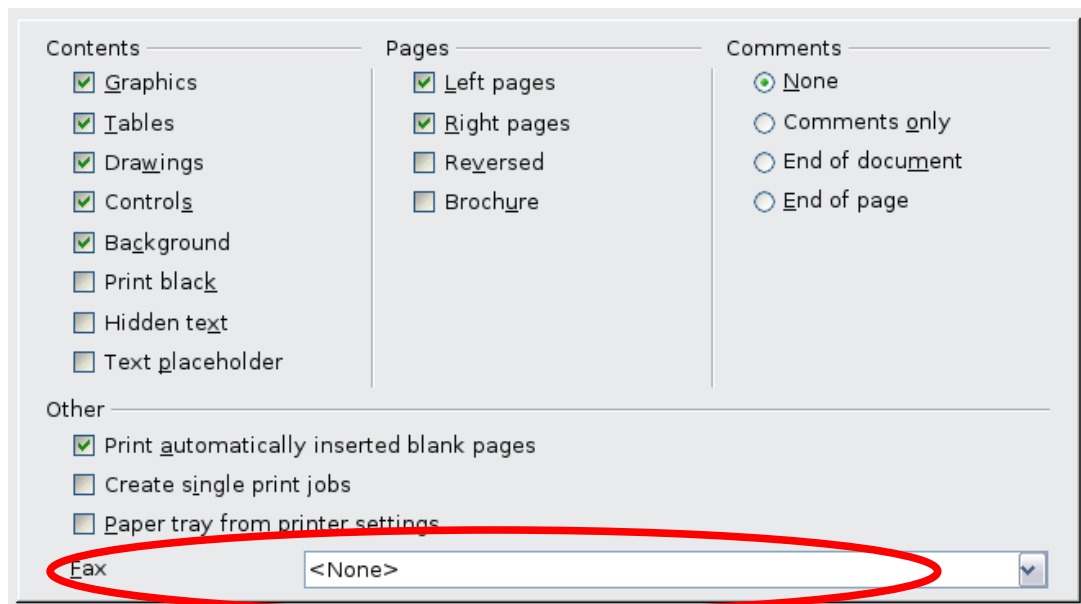 Contents
Graphics
Tables
Drawings
Controls
Background
Print black
Hidden text
Text placeholder
Pages
Left pages
Right pages
Reversed
Brochure
Comments
None
Comments only
End of document
End of page
Other
Print automatically inserted blank pages
Create single print jobs
Paper tray from printer settings
Fax <None>